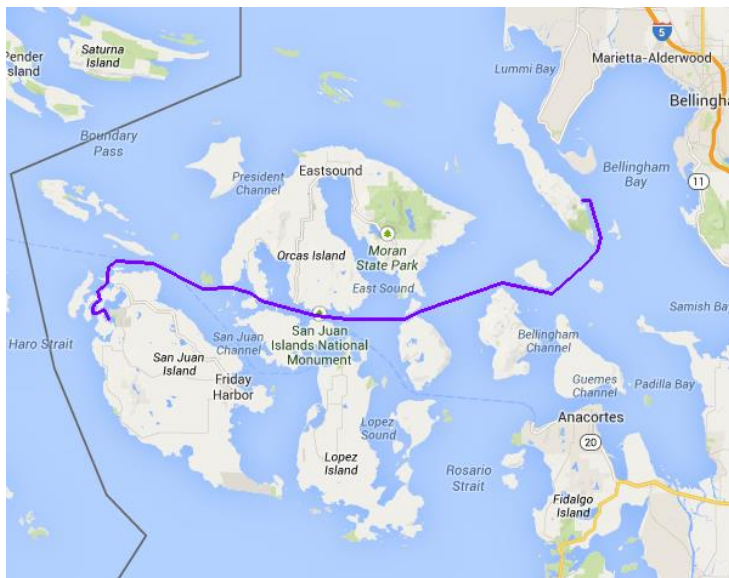 Saturna
Island
Pender
Island
Lummi Bay
5
Marietta-Alderwood
Bellingham
Boundary
Pass
President
Channel
Eastsound
Bellingham
Bay
11
Orcas Island
Moran
State Park
East Sound
Samish Bay
Haro Strait
San Juan
Channel
San Juan
Islands National
Monument
Bellingham
Channel
San Juan
Island
Friday
Harbor
Guemes
Channel
Padilla Bay
Lopez
Sound
Anacortes
20
Lopez
Island
Rosario
Strait
Fidalgo
Island